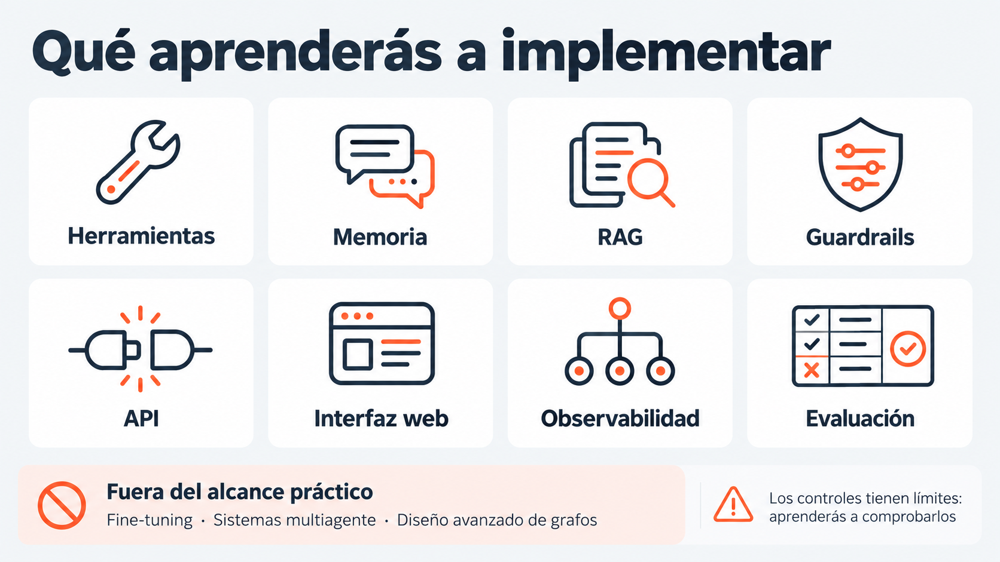 Qué aprenderás a implementar
Herramientas
Memoria
RAG
Guardrails
API
Interfaz web
Observabilidad
Evaluación
Fuera del alcance práctico
Fine-tuning · Sistemas multiagente · Diseño avanzado de grafos
Los controles tienen límites:
aprenderás a comprobarlos